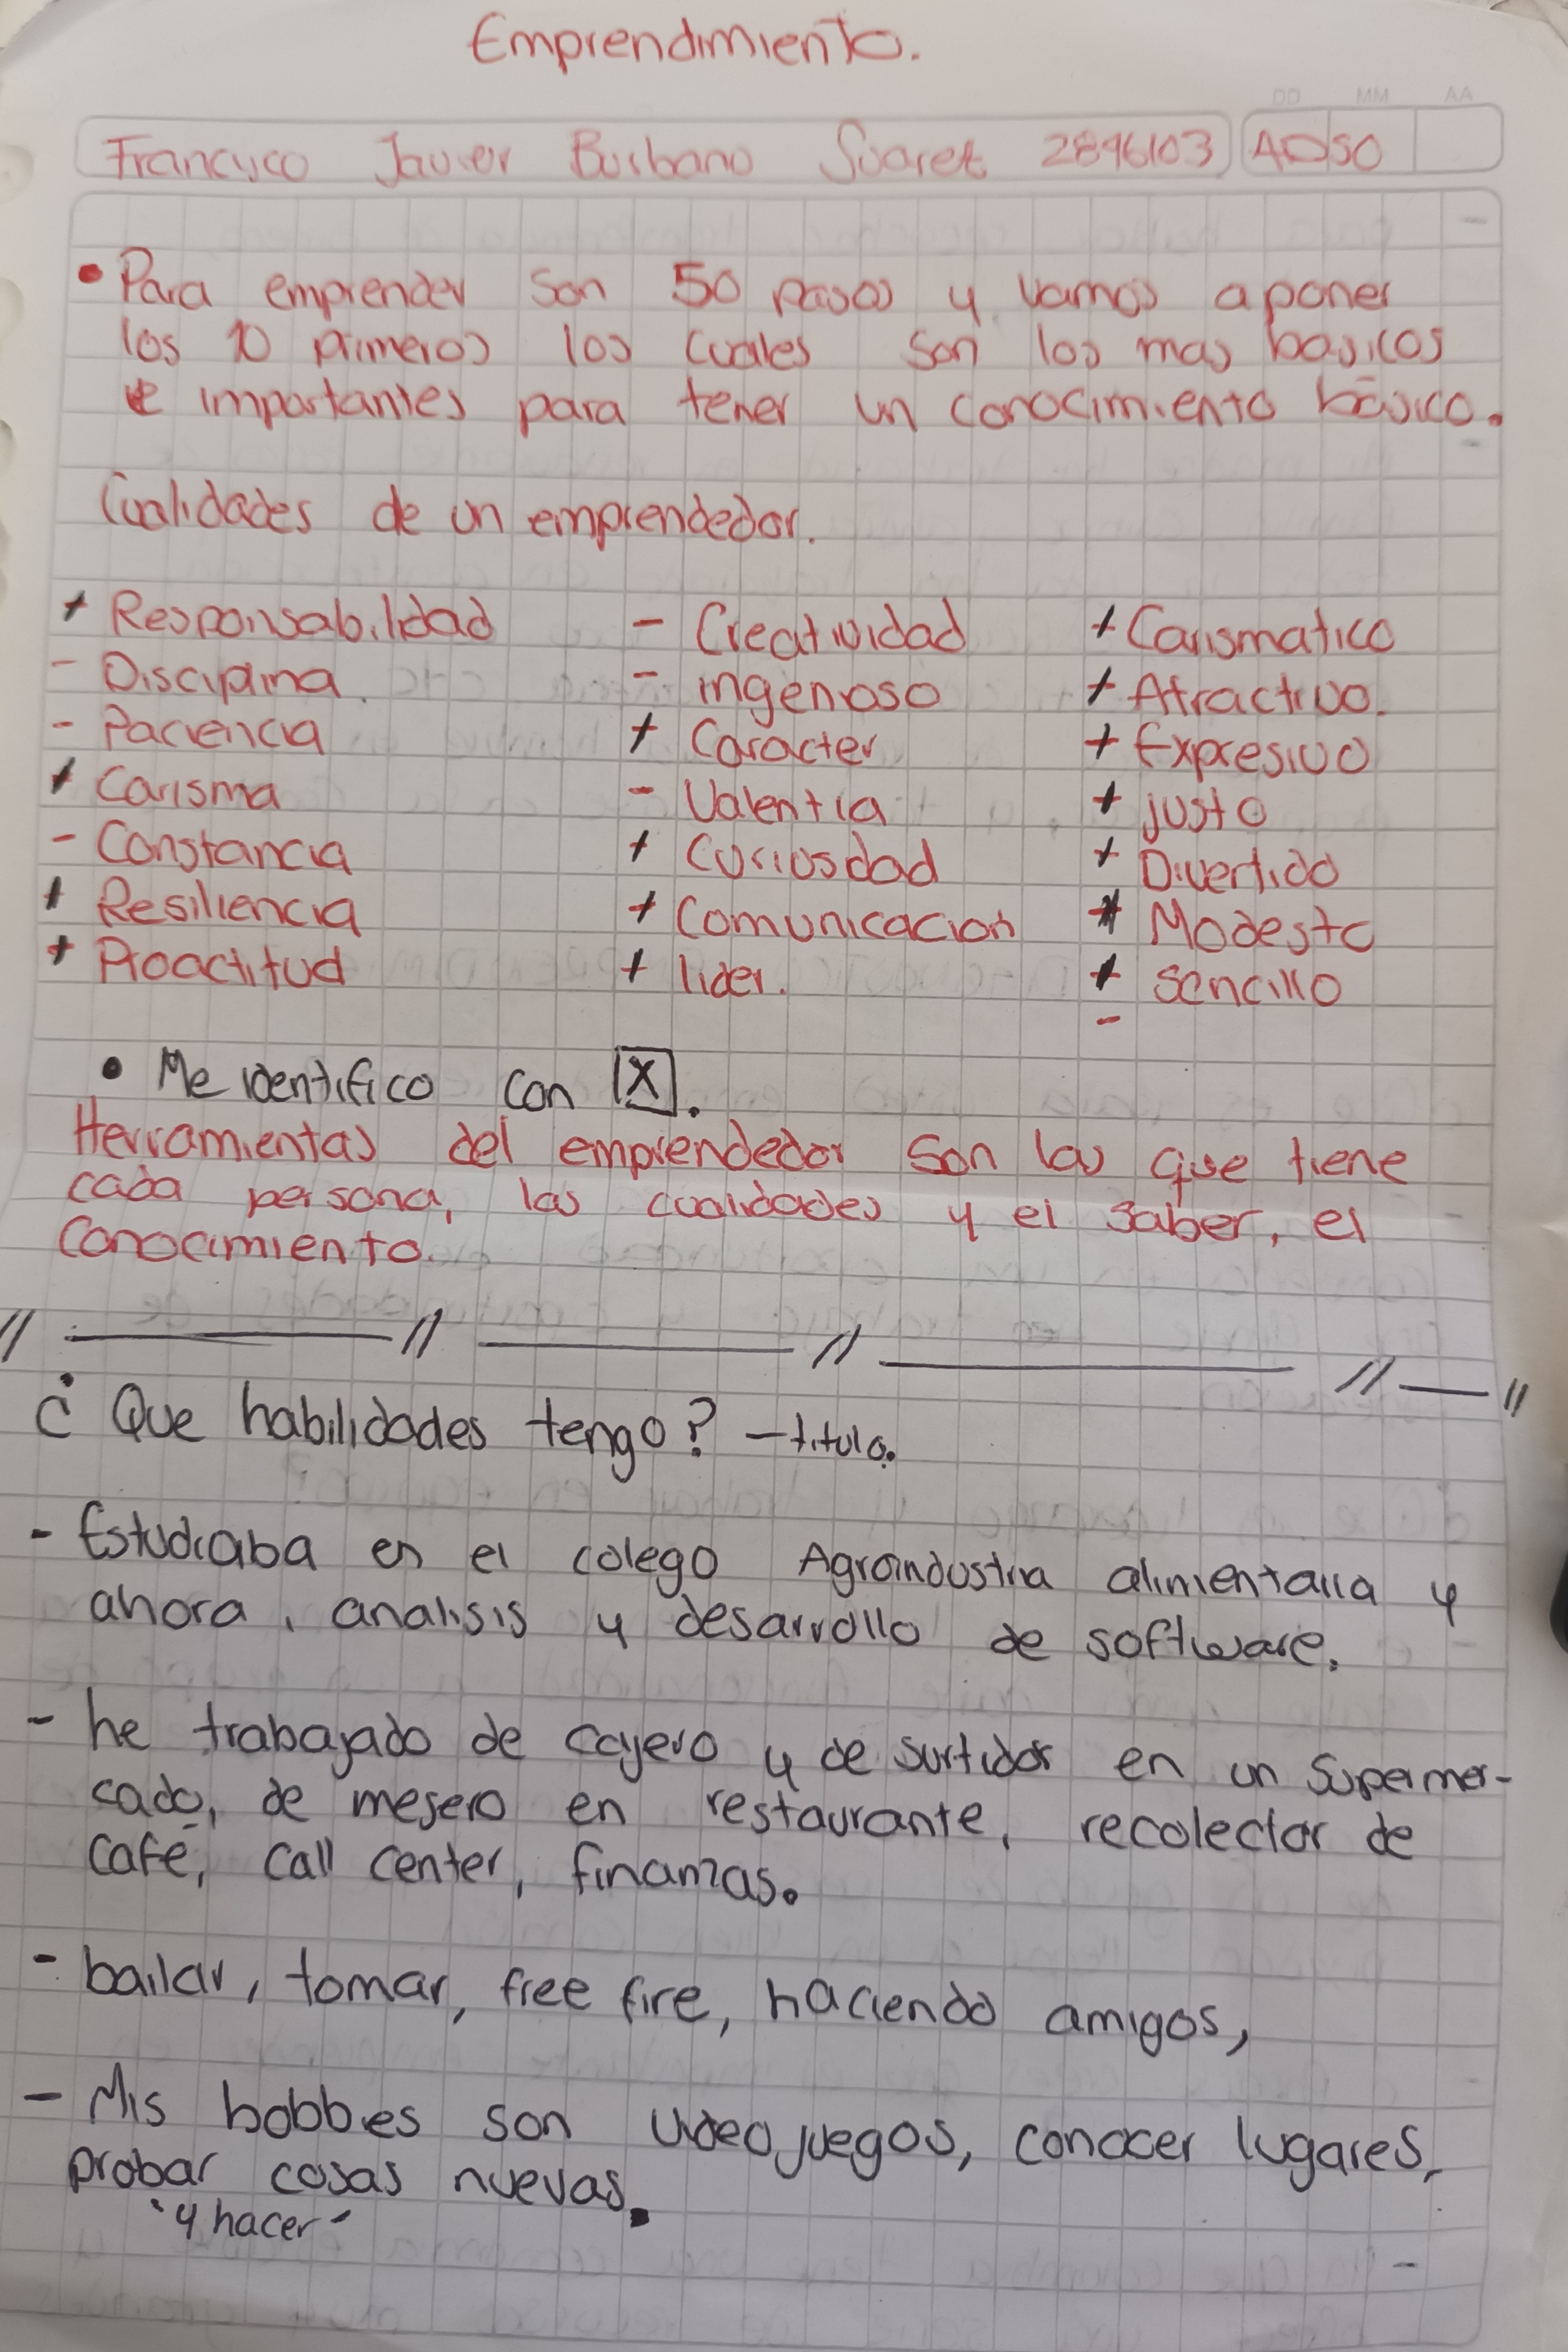 Emprendimiento.
DD MM AA
Francisco Javier Burbano Suarez 2896103 ADSO
• Para emprender son 50 pasos y vamos a poner
los 10 primeros los cuales son los mas basicos
e importantes para tener un conocimiento básico.
Cualidades de un emprendedor.
+ Responsabilidad - Creatividad + Carismatico
- Disciplina. - ingenioso + Atractivo.
- Paciencia + Caracter + Expresivo
+ Carisma - Valentia + justo
- Constancia + Curiosdad + Divertido
+ Resiliencia + Comunicacion + Modesto
+ Proactitud + lider. + Sencillo
-
• Me identifico con X.
Herramientas del emprendedor son las que tiene
cada persona, las cualidades y el saber, el
conocimiento.
// —— // —— // —— // — //
¿ Que habilidades tengo? - titulo.
- Estudiaba en el colego Agroindustria alimentaria y
ahora, analisis y desarrollo de software.
- he trabajado de cajero y de surtidor en un Supermer-
cado, de mesero en restaurante, recolector de
café, call center, finanzas.
- bailar, tomar, free fire, haciendo amigos,
- Mis hobbies son videojuegos, conocer lugares,
probar cosas nuevas.
"y hacer"